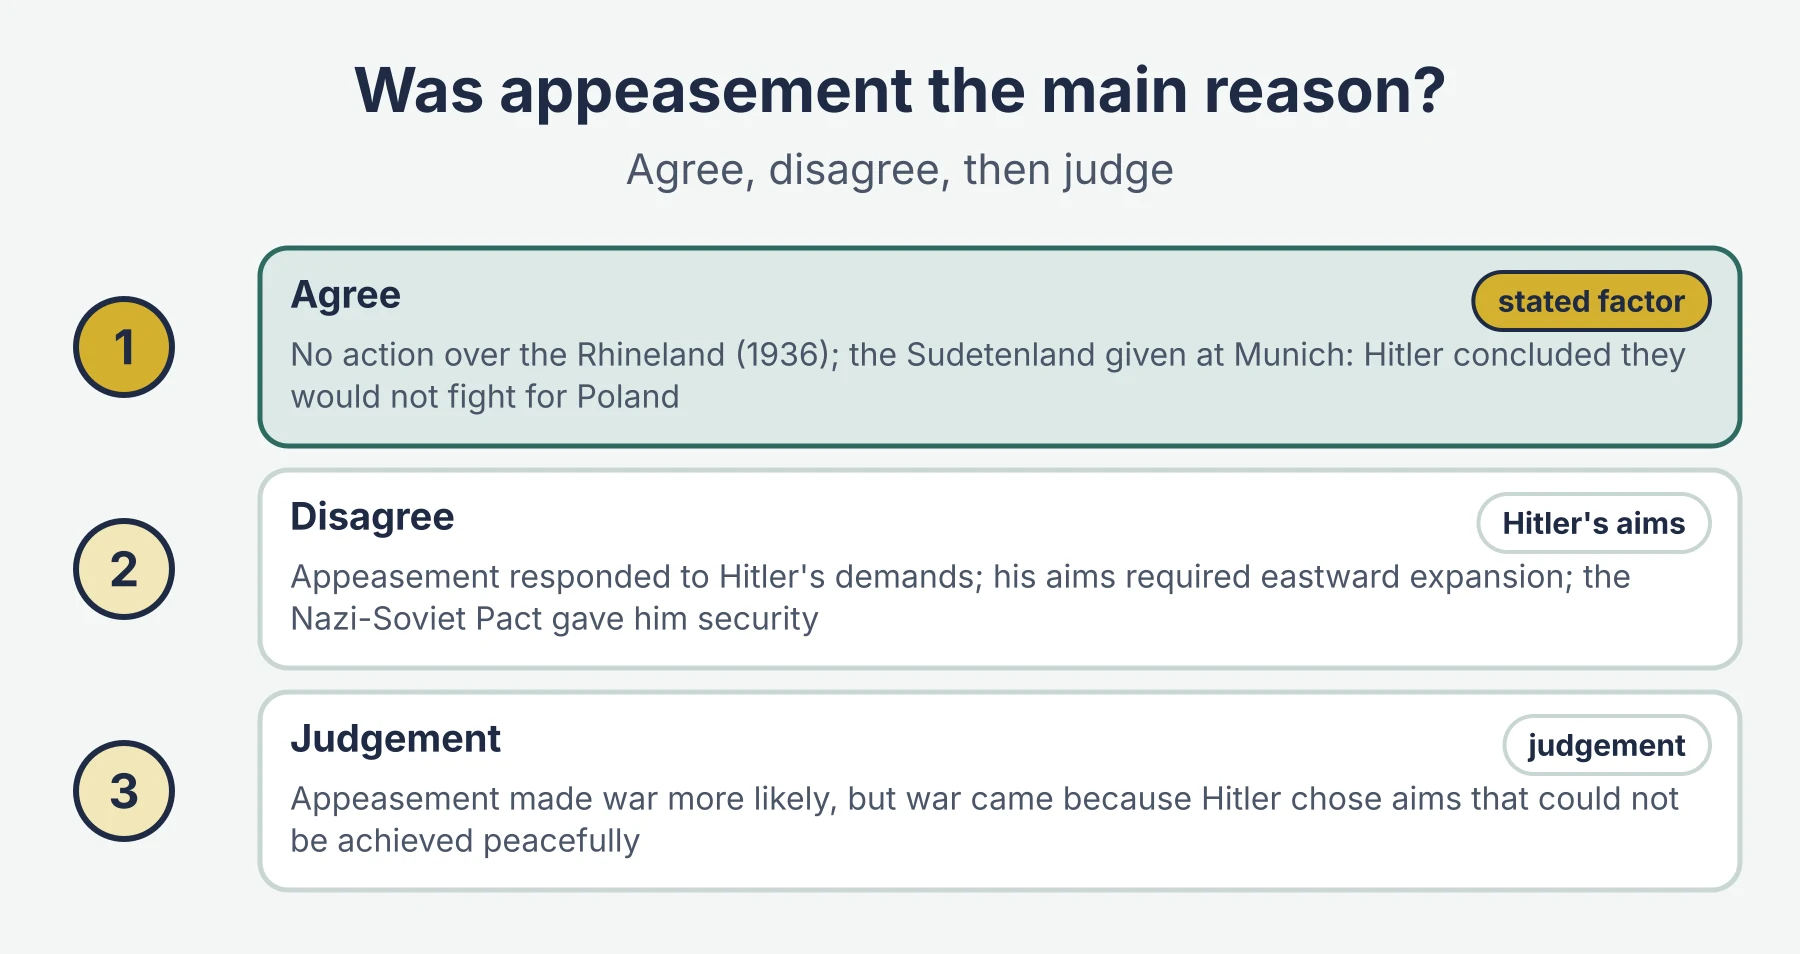 Was appeasement the main reason?
Agree, disagree, then judge
1
Agree
stated factor
No action over the Rhineland (1936); the Sudetenland given at Munich: Hitler concluded they
would not fight for Poland
2
Disagree
Hitler's aims
Appeasement responded to Hitler's demands; his aims required eastward expansion; the
Nazi-Soviet Pact gave him security
3
Judgement
judgement
Appeasement made war more likely, but war came because Hitler chose aims that could not
be achieved peacefully